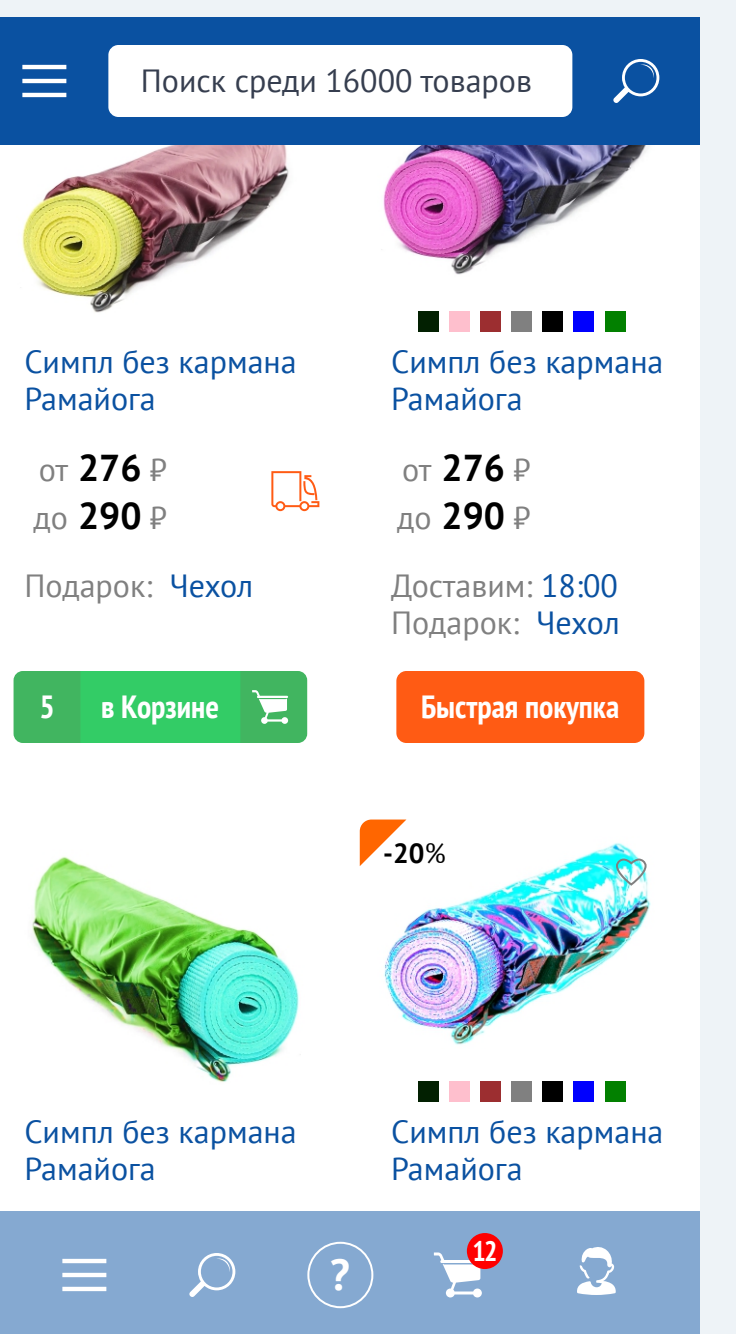 Поиск среди 16000 товаров
Симпл без кармана
Рамайога
Симпл без кармана
Рамайога
от 276 ₽
до 290 ₽
от 276 ₽
до 290 ₽
Подарок: Чехол
Доставим: 18:00
Подарок: Чехол
5 в Корзине
Быстрая покупка
-20%
Симпл без кармана
Рамайога
Симпл без кармана
Рамайога
?
12